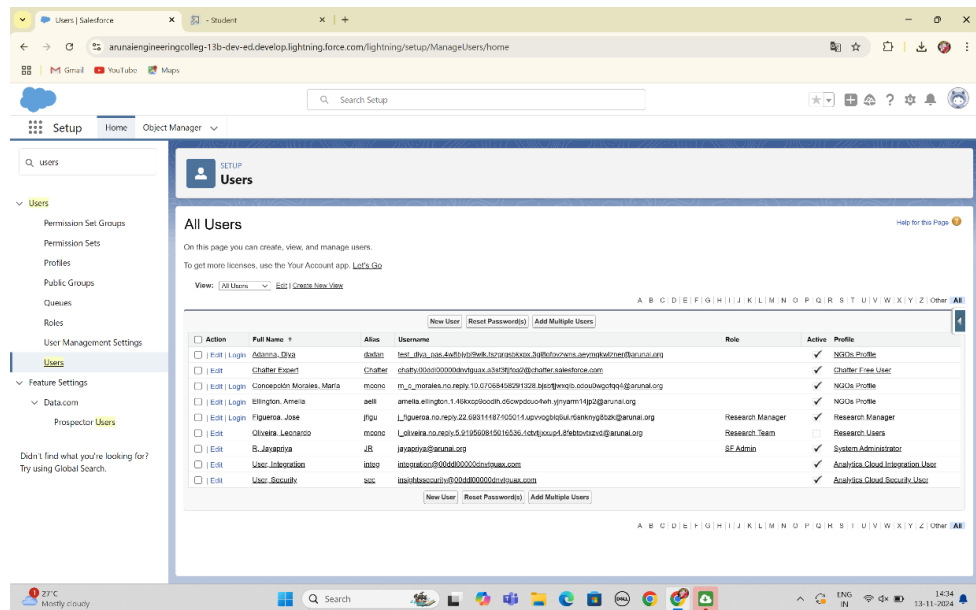 Users | Salesforce
- Student
arunaiengineeringcolleg-13b-dev-ed.develop.lightning.force.com/lightning/setup/ManageUsers/home
Gmail YouTube Maps
Search Setup
Setup Home Object Manager
users
SETUP
Users
Users
Permission Set Groups
Permission Sets
Profiles
Public Groups
Queues
Roles
User Management Settings
Users
Feature Settings
Data.com
Prospector Users
Didn't find what you're looking for?
Try using Global Search.
All Users
Help for this Page
On this page you can create, view, and manage users.
To get more licenses, use the Your Account app. Let's Go
View: All Users Edit | Create New View
A B C D E F G H I J K L M N O P Q R S T U V W X Y Z Other All
New User Reset Password(s) Add Multiple Users
Action Full Name ↑ Alias Username Role Active Profile
Edit | Login Adanna, Diya dadan NGOs Profile
Edit Chatter Expert Chatter Chatter Free User
Edit | Login Concepción Morales, María mconc NGOs Profile
Edit | Login Ellington, Amelia aelli NGOs Profile
Edit | Login Figueroa, Jose jfigu Research Manager Research Manager
Edit Oliveira, Leonardo mconc Research Team Research Users
Edit R, Jayapriya JR jayapriya@arunai.org SF Admin System Administrator
Edit User, Integration integ Analytics Cloud Integration User
Edit User, Security sec Analytics Cloud Security User
New User Reset Password(s) Add Multiple Users
A B C D E F G H I J K L M N O P Q R S T U V W X Y Z Other All
27°C
Mostly cloudy
Search
ENG
IN
14:34
13-11-2024